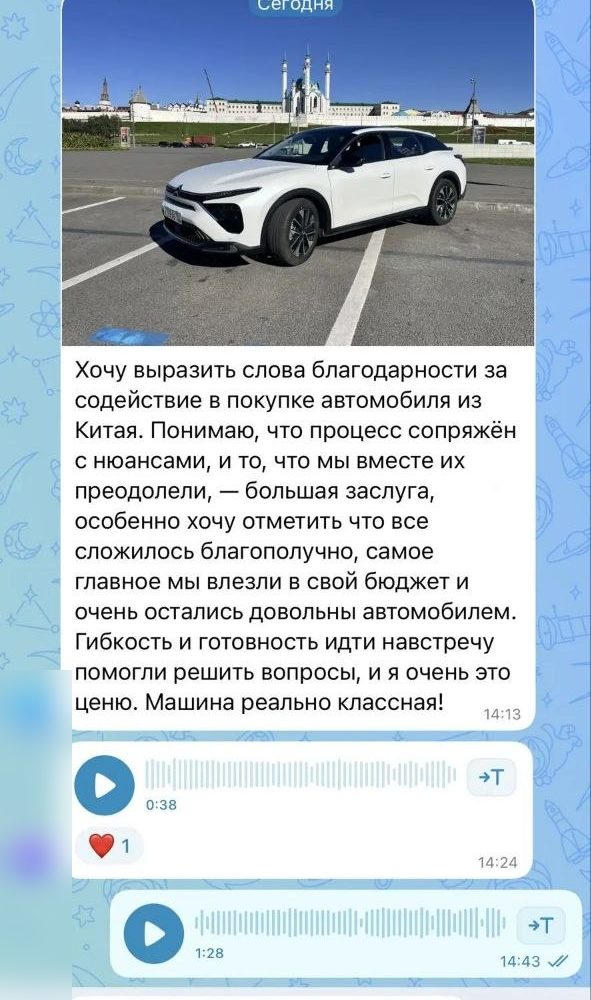 Сегодня
Хочу выразить слова благодарности за
содействие в покупке автомобиля из
Китая. Понимаю, что процесс сопряжён
с нюансами, и то, что мы вместе их
преодолели, — большая заслуга,
особенно хочу отметить что все
сложилось благополучно, самое
главное мы влезли в свой бюджет и
очень остались довольны автомобилем.
Гибкость и готовность идти навстречу
помогли решить вопросы, и я очень это
ценю. Машина реально классная!
14:13
→T
0:38
1
14:24
→T
1:28
14:43